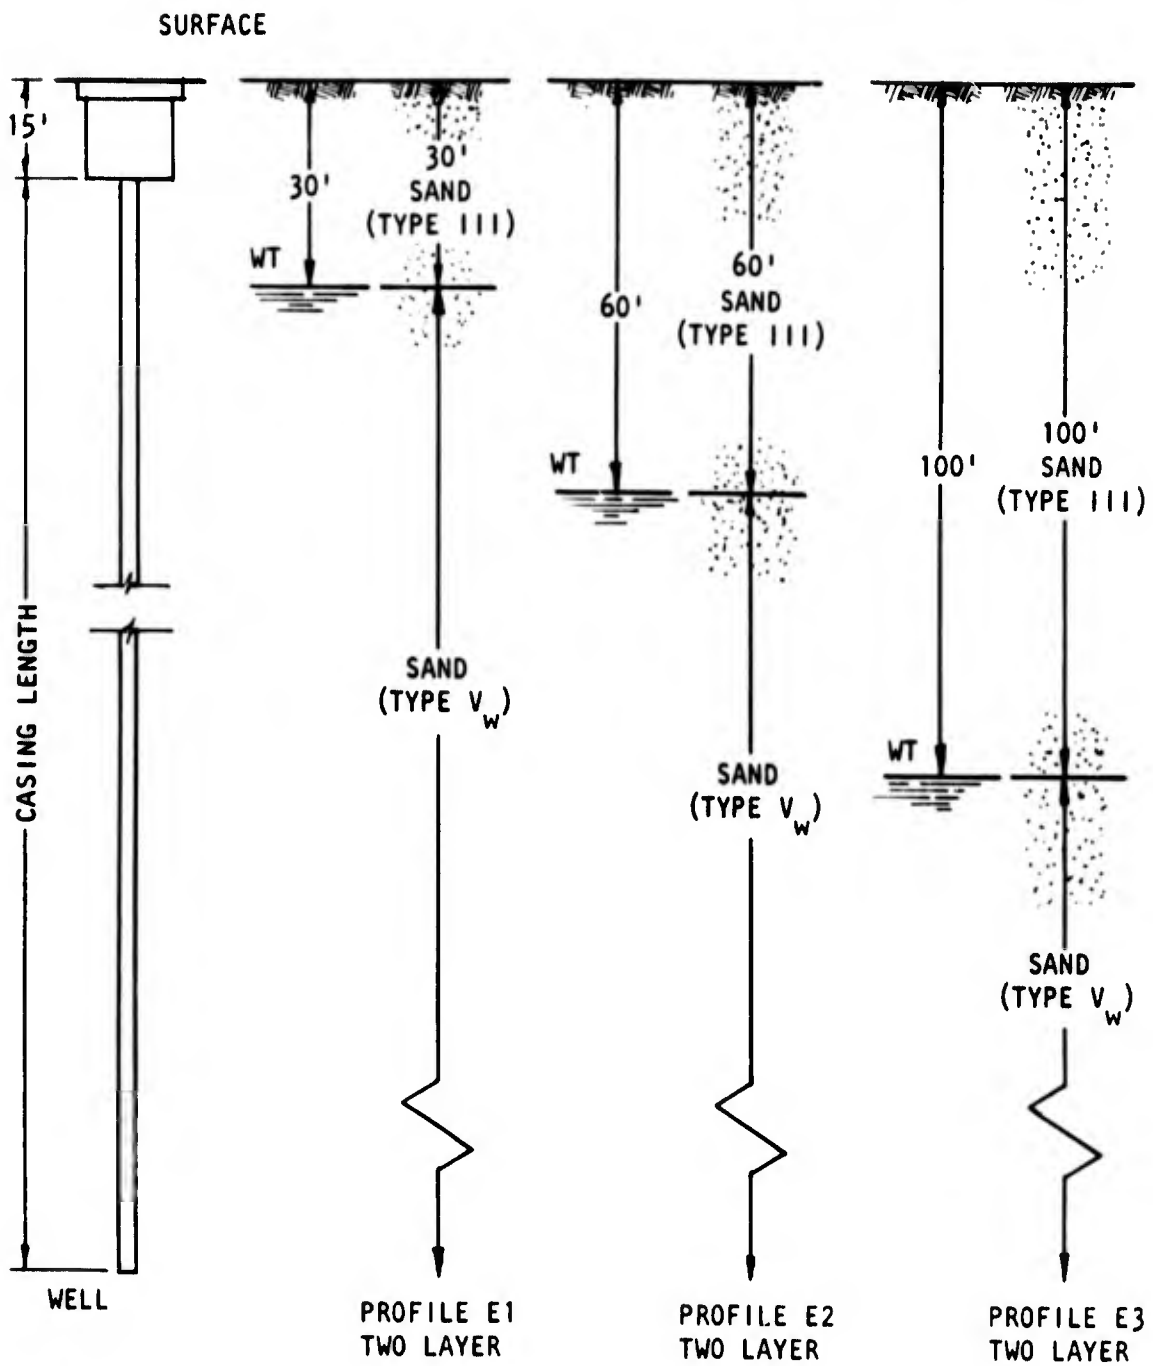 SURFACE
15'
CASING LENGTH
WELL
30'
WT
30'
SAND
(TYPE III)
SAND
(TYPE Vw)
PROFILE E1
TWO LAYER
60'
WT
60'
SAND
(TYPE III)
SAND
(TYPE Vw)
PROFILE E2
TWO LAYER
100'
WT
100'
SAND
(TYPE III)
SAND
(TYPE Vw)
PROFILE E3
TWO LAYER